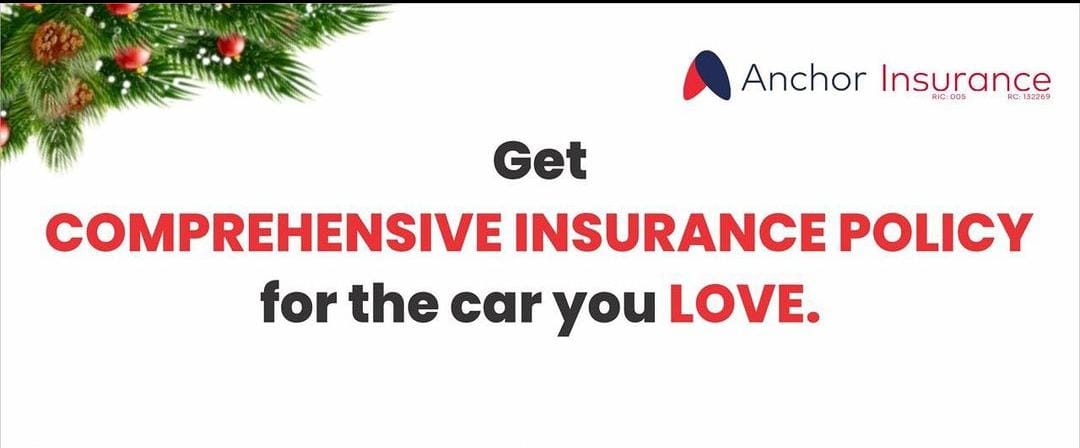 Anchor Insurance
RIC: 005 RC: 132269
Get
COMPREHENSIVE INSURANCE POLICY
for the car you LOVE.